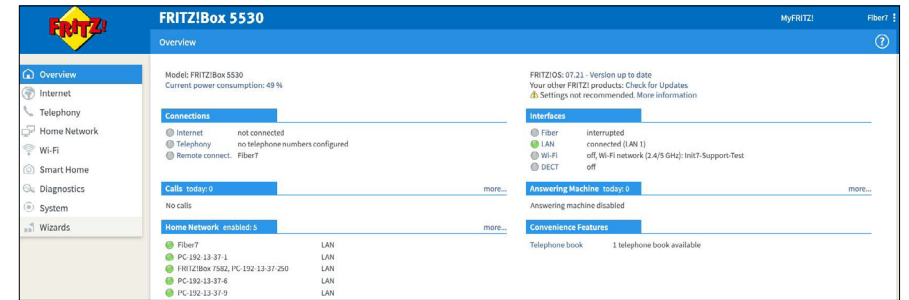 FRITZ!
FRITZ!Box 5530
MyFRITZ!
Fiber7
Overview
Overview
Internet
Telephony
Home Network
Wi-Fi
Smart Home
Diagnostics
System
Wizards
Model: FRITZ!Box 5530
Current power consumption: 49 %
FRITZ!OS: 07.21 - Version up to date
Your other FRITZ! products: Check for Updates
Settings not recommended. More information
Connections
Internet not connected
Telephony no telephone numbers configured
Remote connect. Fiber7
Interfaces
Fiber interrupted
LAN connected (LAN 1)
Wi-Fi off, Wi-Fi network (2.4/5 GHz): Init7-Support-Test
DECT off
Calls today: 0 more...
No calls
Answering Machine today: 0 more...
Answering machine disabled
Home Network enabled: 5 more...
Fiber7 LAN
PC-192-13-37-1 LAN
FRITZ!Box 7582, PC-192-13-37-250 LAN
PC-192-13-37-6 LAN
PC-192-13-37-9 LAN
Convenience Features
Telephone book 1 telephone book available